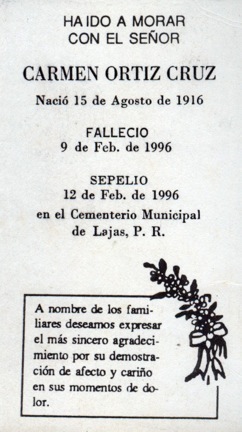 HA IDO A MORAR
CON EL SEÑOR
CARMEN ORTIZ CRUZ
Nació 15 de Agosto de 1916
FALLECIO
9 de Feb. de 1996
SEPELIO
12 de Feb. de 1996
en el Cementerio Municipal
de Lajas, P. R.
A nombre de los fami-
liares deseamos expresar
el más sincero agradeci-
miento por su demostra-
ción de afecto y cariño
en sus momentos de do-
lor.